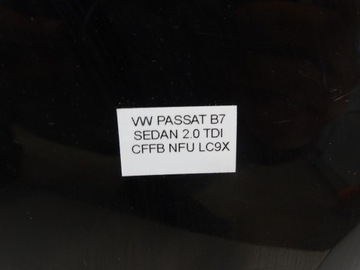 VW PASSAT B7
SEDAN 2.0 TDI
CFFB NFU LC9X